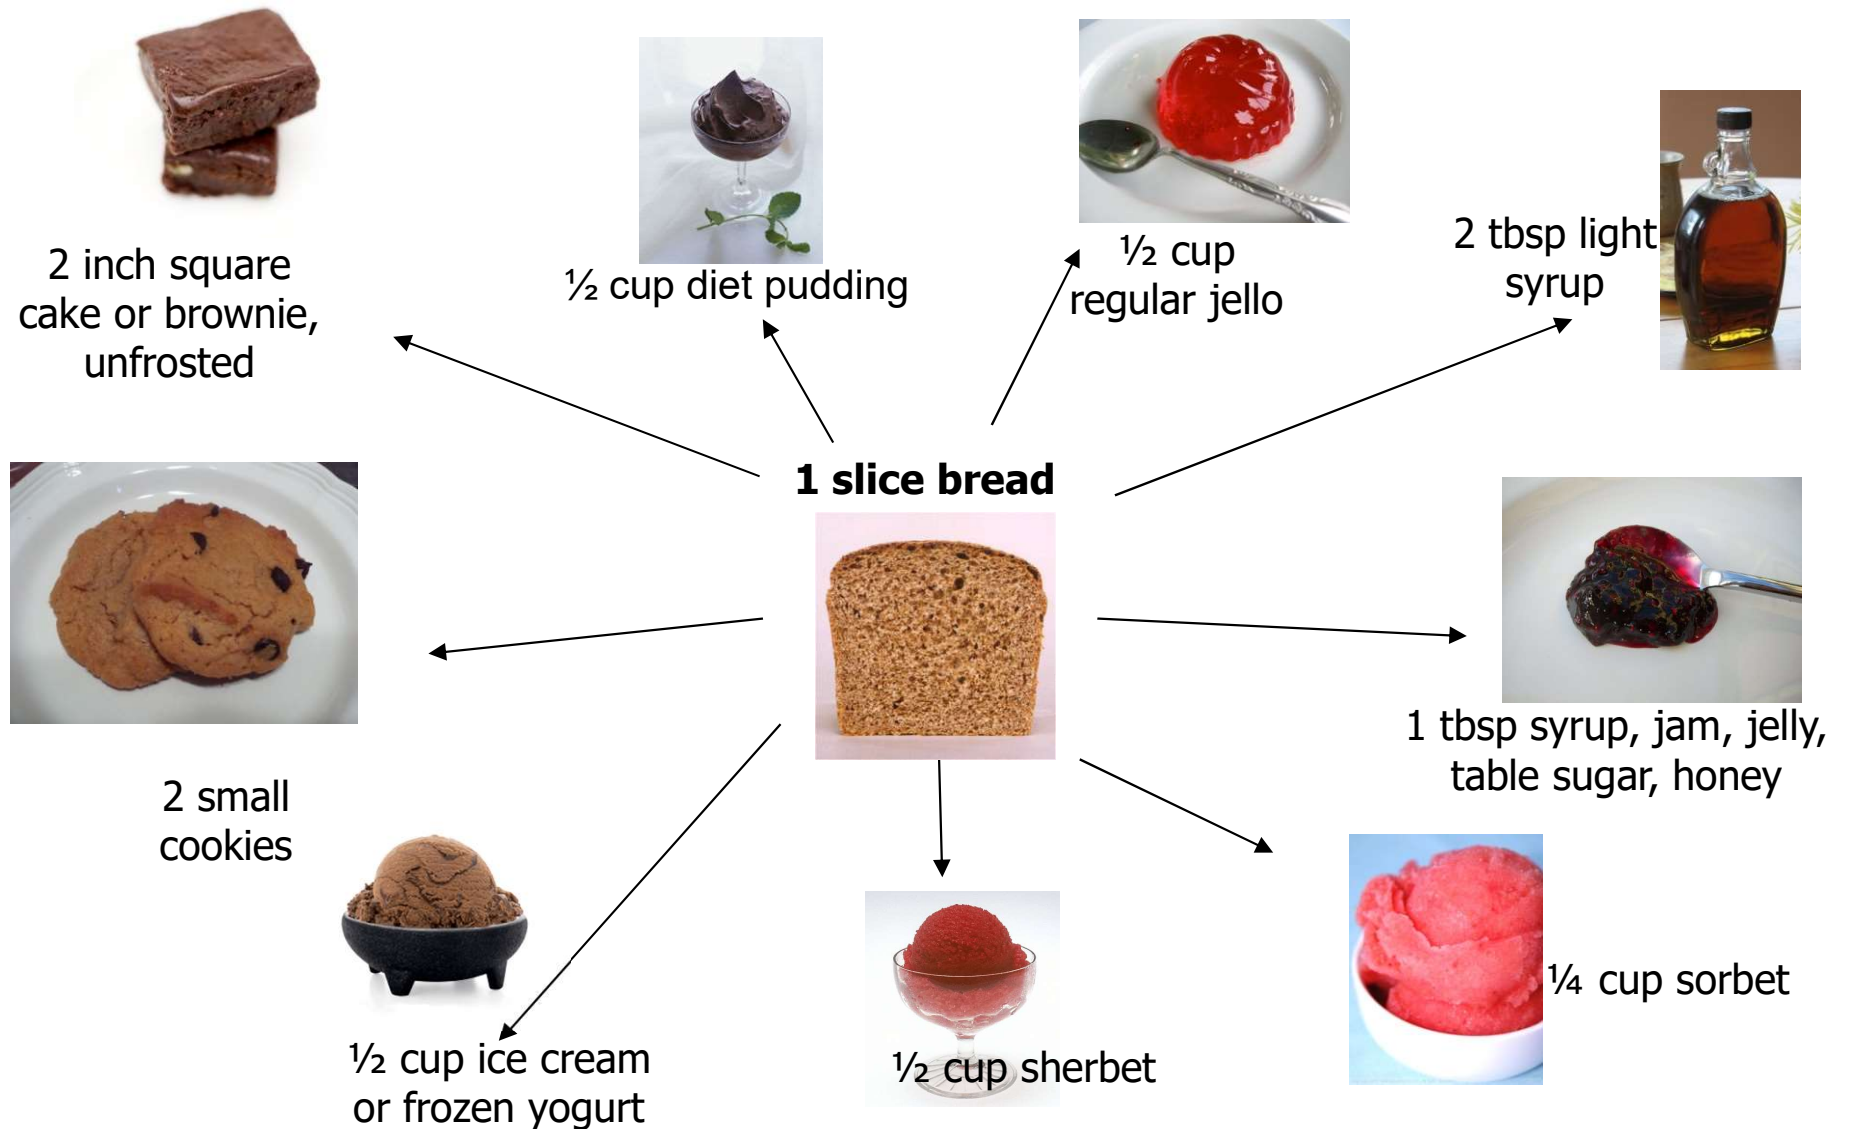 2 inch square
cake or brownie,
unfrosted
½ cup diet pudding
½ cup
regular jello
2 tbsp light
syrup
1 slice bread
2 small
cookies
1 tbsp syrup, jam, jelly,
table sugar, honey
¼ cup sorbet
½ cup ice cream
or frozen yogurt
½ cup sherbet